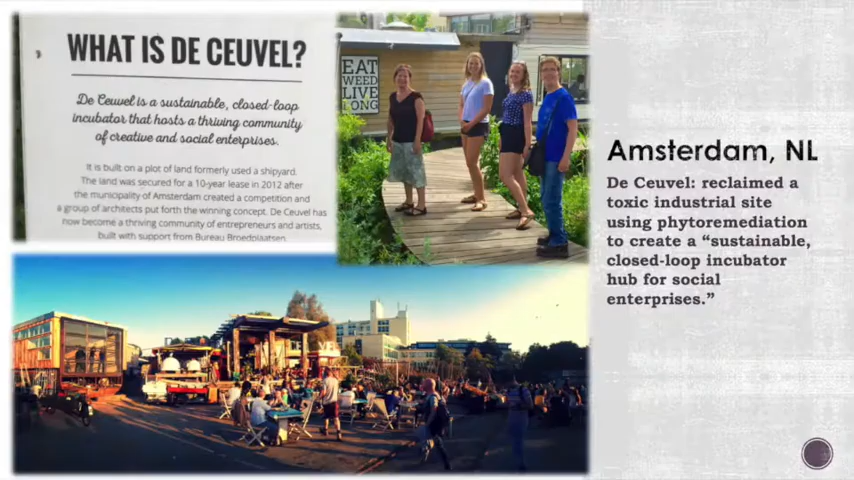 WHAT IS DE CEUVEL?
De Ceuvel is a sustainable, closed-loop
incubator that hosts a thriving community
of creative and social enterprises.
It is built on a plot of land formerly used a shipyard.
The land was secured for a 10-year lease in 2012 after
the municipality of Amsterdam created a competition and
a group of architects put forth the winning concept. De Ceuvel has
now become a thriving community of entrepreneurs and artists,
built with support from Bureau Broedplaatsen.
EAT
WEED
LIVE
LONG
Amsterdam, NL
De Ceuvel: reclaimed a
toxic industrial site
using phytoremediation
to create a “sustainable,
closed-loop incubator
hub for social
enterprises.”